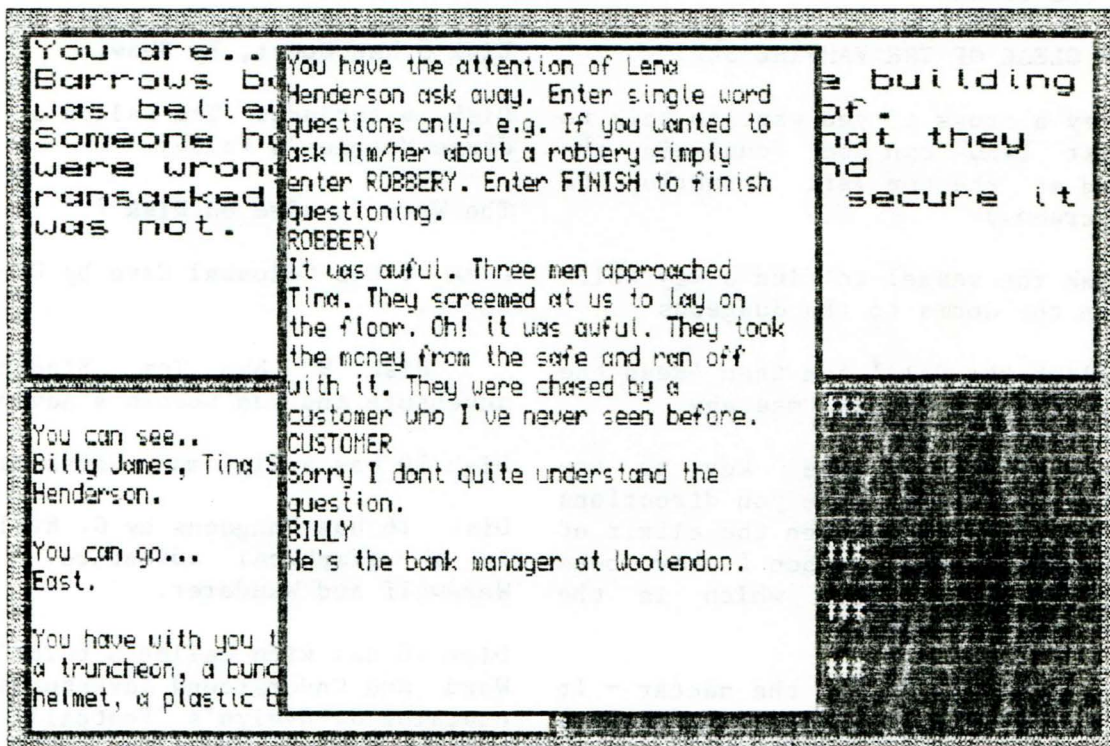 You are..
Barrows b
was belie
Someone h
were wron
ransacked
was not.
e building
of
hat they
nd
secure it
You have the attention of Lena
Henderson ask away. Enter single word
questions only. e.g. If you wanted to
ask him/her about a robbery simply
enter ROBBERY. Enter FINISH to finish
questioning.
ROBBERY
It was awful. Three men approached
Tina. They screemed at us to lay on
the floor. Oh! it was awful. They took
the money from the safe and ran off
with it. They were chased by a
customer who I've never seen before.
CUSTOMER
Sorry I dont quite understand the
question.
BILLY
He's the bank manager at Woolendon.
You can see..
Billy James, Tina S
Henderson.
You can go...
East.
You have with you t
a truncheon, a bund
helmet, a plastic b